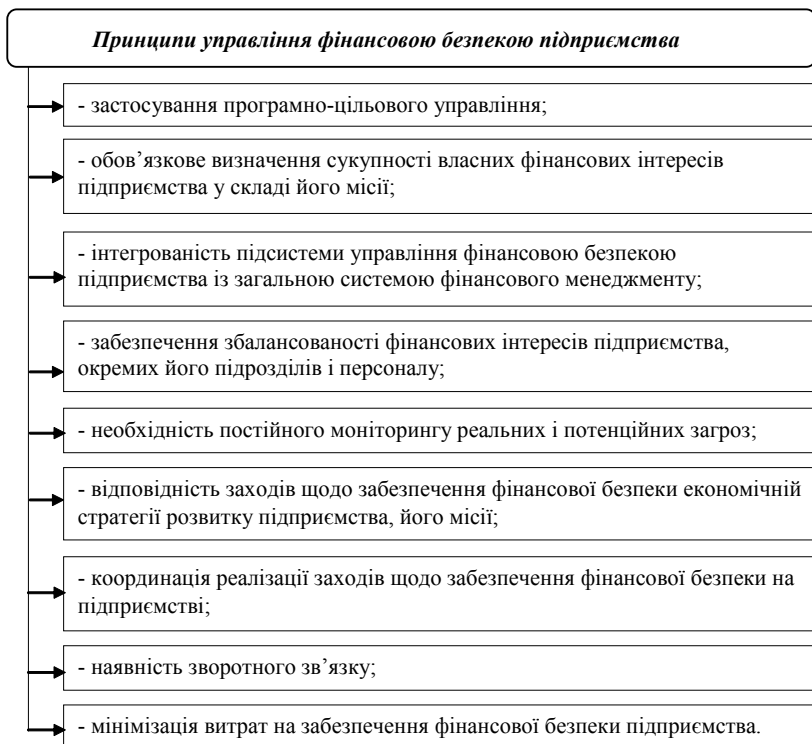 Принципи управління фінансовою безпекою підприємства
- застосування програмно-цільового управління;
- обов’язкове визначення сукупності власних фінансових інтересів
підприємства у складі його місії;
- інтегрованість підсистеми управління фінансовою безпекою
підприємства із загальною системою фінансового менеджменту;
- забезпечення збалансованості фінансових інтересів підприємства,
окремих його підрозділів і персоналу;
- необхідність постійного моніторингу реальних і потенційних загроз;
- відповідність заходів щодо забезпечення фінансової безпеки економічній
стратегії розвитку підприємства, його місії;
- координація реалізації заходів щодо забезпечення фінансової безпеки на
підприємстві;
- наявність зворотного зв’язку;
- мінімізація витрат на забезпечення фінансової безпеки підприємства.